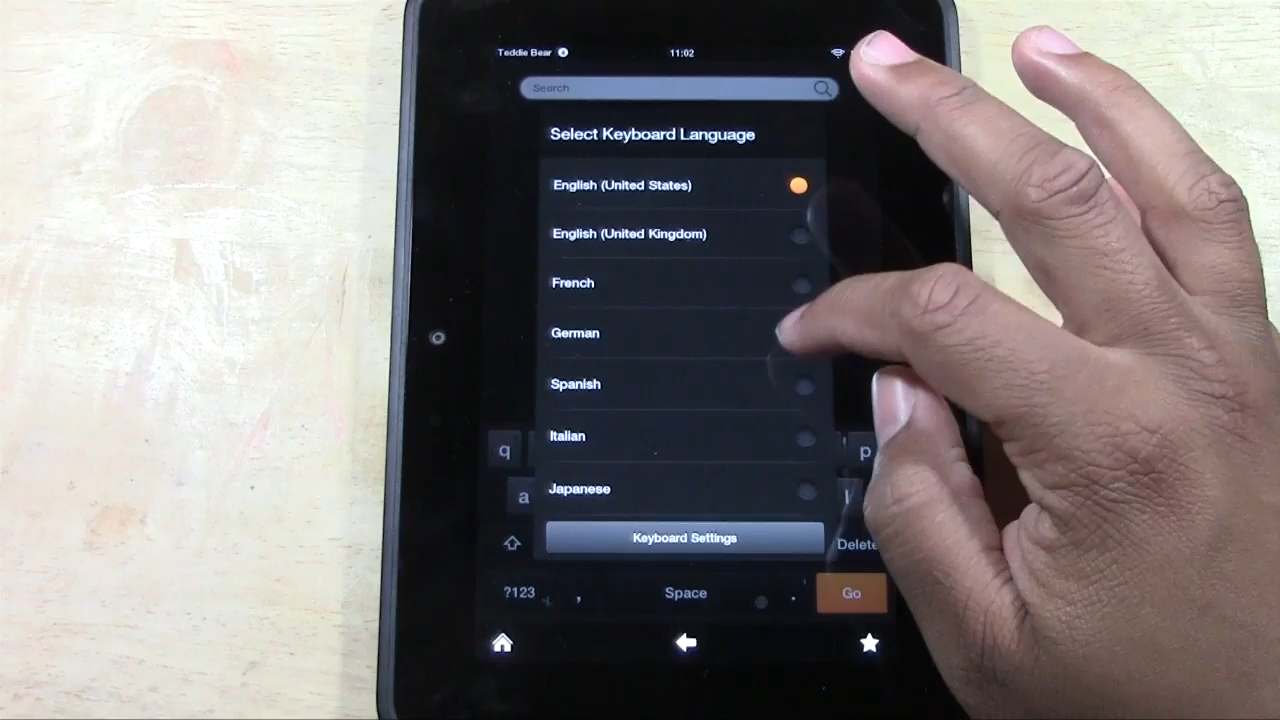 Teddie Bear 11:02
Search
Select Keyboard Language
English (United States)
English (United Kingdom)
French
German
Spanish
Italian
Japanese
Keyboard Settings
q p
a l
Delete
?123 , Space . Go